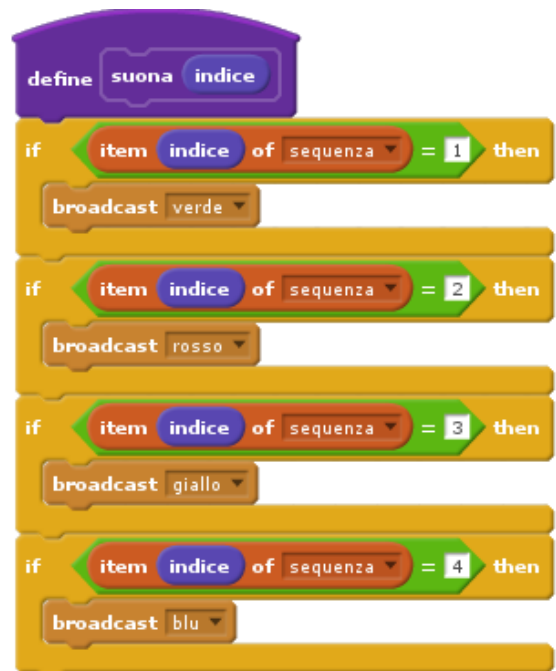 define suona indice
if item indice of sequenza = 1 then
broadcast verde
if item indice of sequenza = 2 then
broadcast rosso
if item indice of sequenza = 3 then
broadcast giallo
if item indice of sequenza = 4 then
broadcast blu